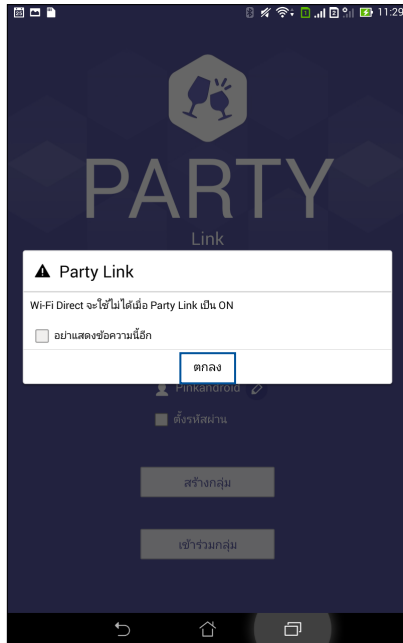 11:29
PARTY
Link
Party Link
Wi-Fi Direct จะใช้ไม่ได้เมื่อ Party Link เป็น ON
อย่าแสดงข้อความนี้อีก
ตกลง
Pinkandroid
ตั้งรหัสผ่าน
สร้างกลุ่ม
เข้าร่วมกลุ่ม